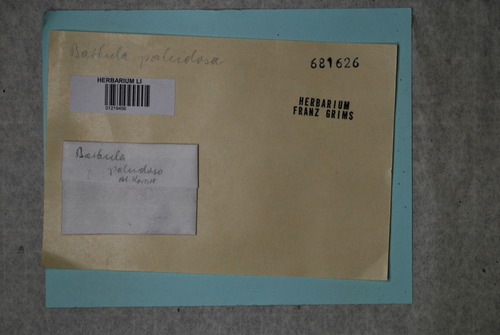 Barbula paludosa
681626
HERBARIUM LI
HERBARIUM
FRANZ GRIMS
Barbula
paludosa